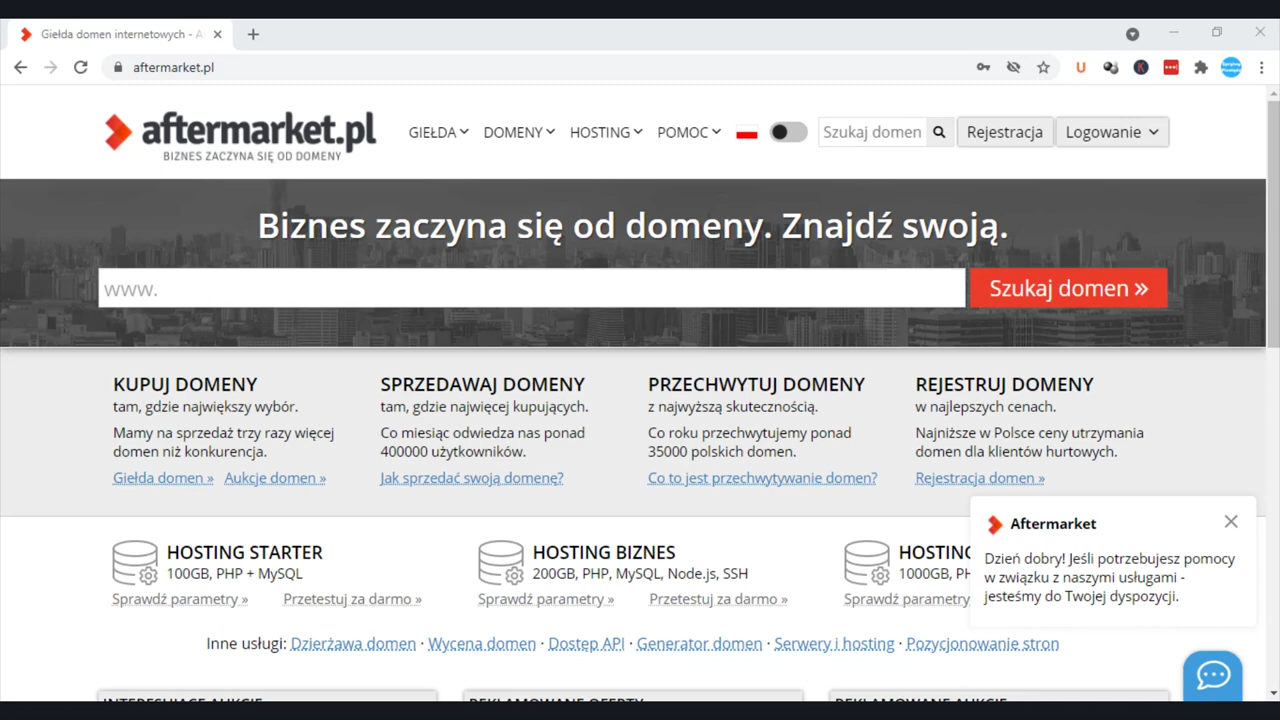 Giełda domen internetowych - A
aftermarket.pl
aftermarket.pl
BIZNES ZACZYNA SIĘ OD DOMENY
GIEŁDA DOMENY HOSTING POMOC
Szukaj domen
Rejestracja
Logowanie
Biznes zaczyna się od domeny. Znajdź swoją.
www.
Szukaj domen »
KUPUJ DOMENY
tam, gdzie największy wybór.
Mamy na sprzedaż trzy razy więcej
domen niż konkurencja.
Giełda domen » Aukcje domen »
SPRZEDAWAJ DOMENY
tam, gdzie najwięcej kupujących.
Co miesiąc odwiedza nas ponad
400000 użytkowników.
Jak sprzedać swoją domenę?
PRZECHWYTUJ DOMENY
z najwyższą skutecznością.
Co roku przechwytujemy ponad
35000 polskich domen.
Co to jest przechwytywanie domen?
REJESTRUJ DOMENY
w najlepszych cenach.
Najniższe w Polsce ceny utrzymania
domen dla klientów hurtowych.
Rejestracja domen »
HOSTING STARTER
100GB, PHP + MySQL
Sprawdź parametry » Przetestuj za darmo »
HOSTING BIZNES
200GB, PHP, MySQL, Node.js, SSH
Sprawdź parametry » Przetestuj za darmo »
HOSTING
1000GB, PH
Sprawdź parametry
Aftermarket
Dzień dobry! Jeśli potrzebujesz pomocy
w związku z naszymi usługami -
jesteśmy do Twojej dyspozycji.
Inne usługi: Dzierżawa domen · Wycena domen · Dostęp API · Generator domen · Serwery i hosting · Pozycjonowanie stron
INTERESUJĄCE AUKCJE
REKLAMOWANE OFERTY
REKLAMOWANE AUKCJE